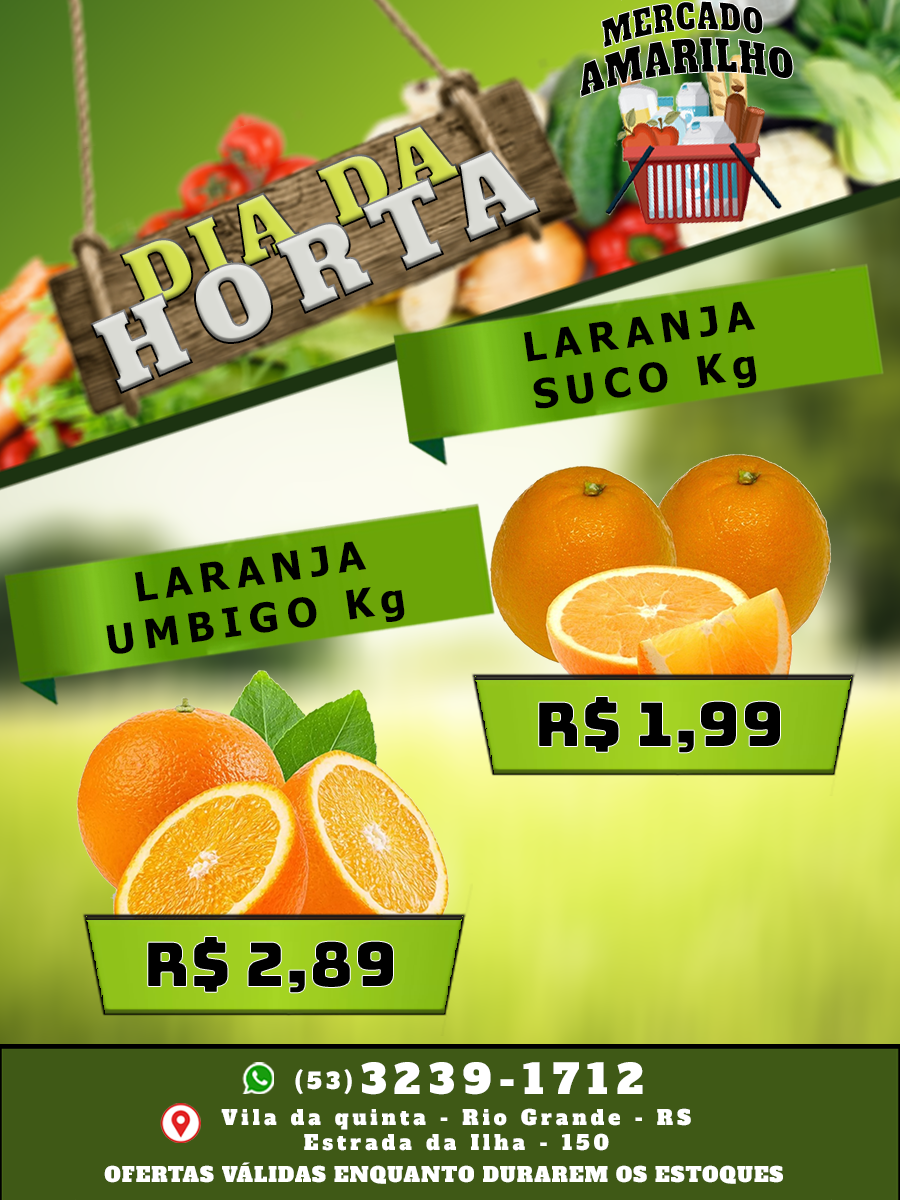 MERCADO
AMARILHO
DIA DA
HORTA
LARANJA
SUCO Kg
R$ 1,99
LARANJA
UMBIGO Kg
R$ 2,89
(53) 3239-1712
Vila da quinta - Rio Grande - RS
Estrada da Ilha - 150
OFERTAS VÁLIDAS ENQUANTO DURAREM OS ESTOQUES